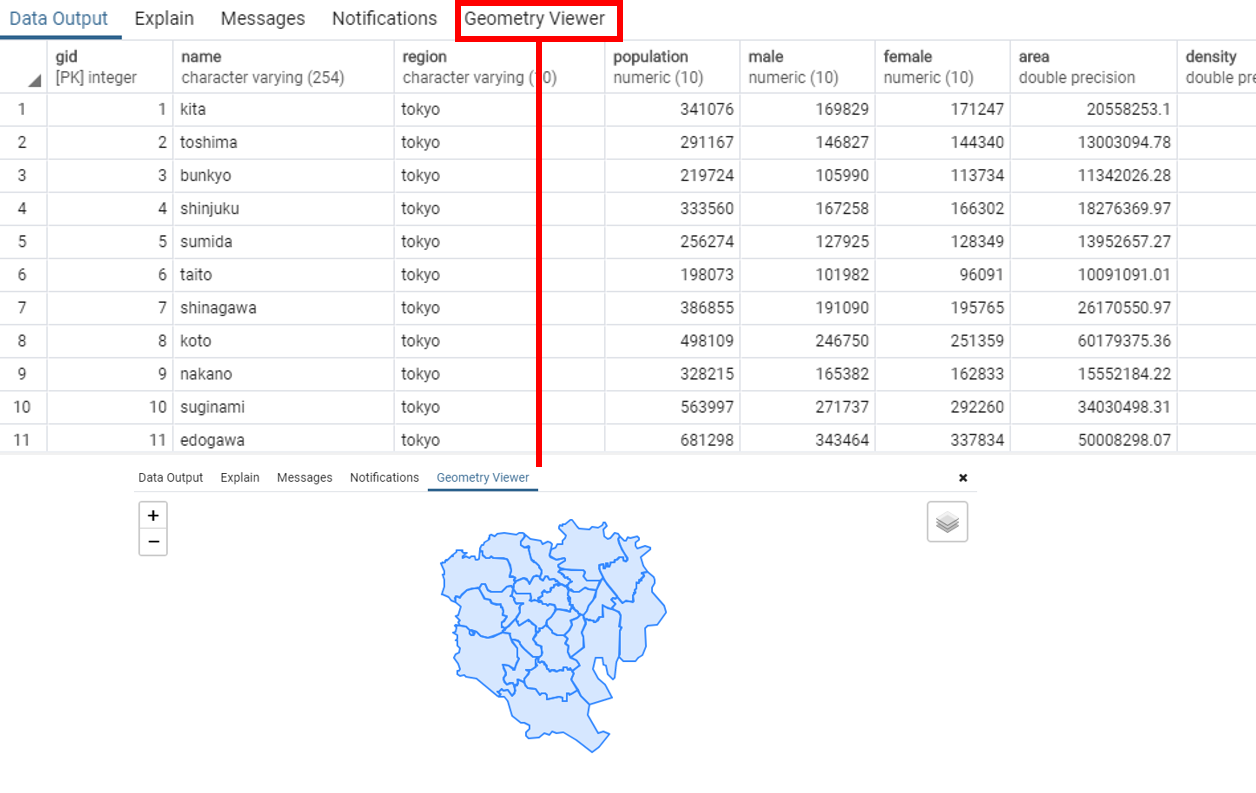 Data Output Explain Messages Notifications Geometry Viewer
gid name region population male female area density
[PK] integer character varying (254) character varying ( 0) numeric (10) numeric (10) numeric (10) double precision double pre
1 1 kita tokyo 341076 169829 171247 20558253.1
2 2 toshima tokyo 291167 146827 144340 13003094.78
3 3 bunkyo tokyo 219724 105990 113734 11342026.28
4 4 shinjuku tokyo 333560 167258 166302 18276369.97
5 5 sumida tokyo 256274 127925 128349 13952657.27
6 6 taito tokyo 198073 101982 96091 10091091.01
7 7 shinagawa tokyo 386855 191090 195765 26170550.97
8 8 koto tokyo 498109 246750 251359 60179375.36
9 9 nakano tokyo 328215 165382 162833 15552184.22
10 10 suginami tokyo 563997 271737 292260 34030498.31
11 11 edogawa tokyo 681298 343464 337834 50008298.07
Data Output Explain Messages Notifications Geometry Viewer ×
+
−